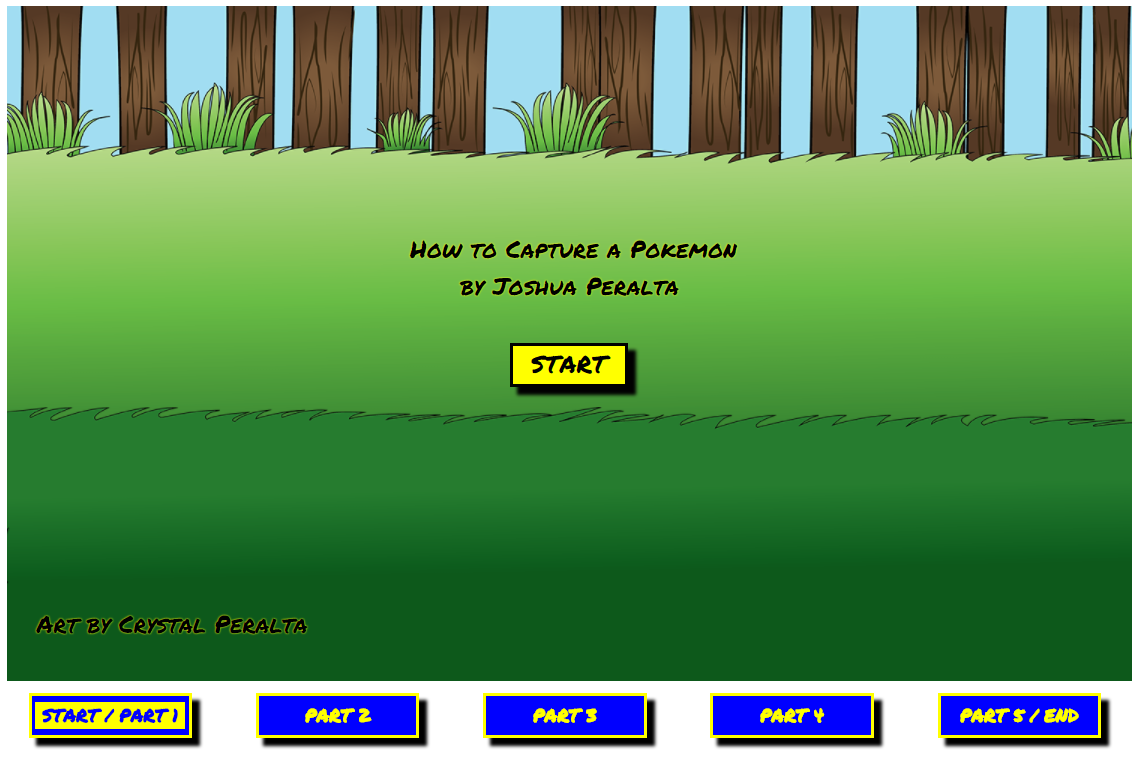 How to Capture a Pokemon
by Joshua Peralta
START
Art by Crystal Peralta
START / PART 1
PART 2
PART 3
PART 4
PART 5 / END